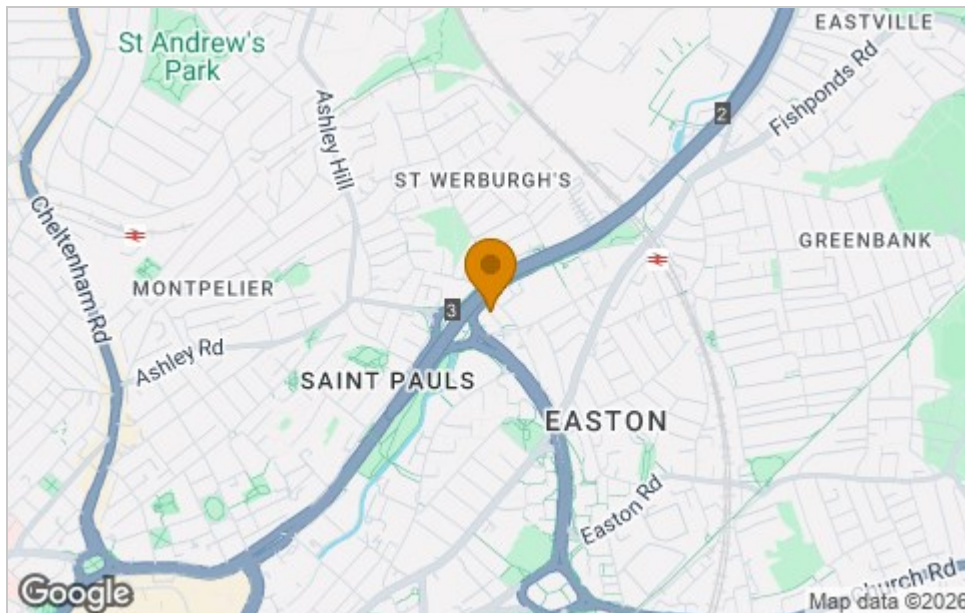 EASTVILLE
St Andrew's
Park
Fishponds Rd
2
Ashley Hill
ST WERBURGH'S
Cheltenham Rd
GREENBANK
MONTPELIER
3
Ashley Rd
SAINT PAULS
EASTON
Easton Rd
Church Rd
Google
Map data ©2026